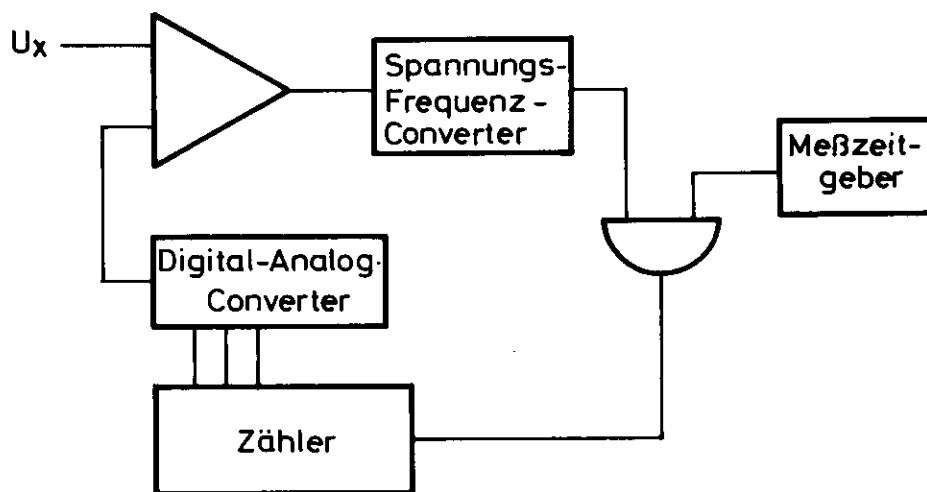 Ux
Spannungs-
Frequenz-
Converter
Meßzeit-
geber
Digital-Analog-
Converter
Zähler